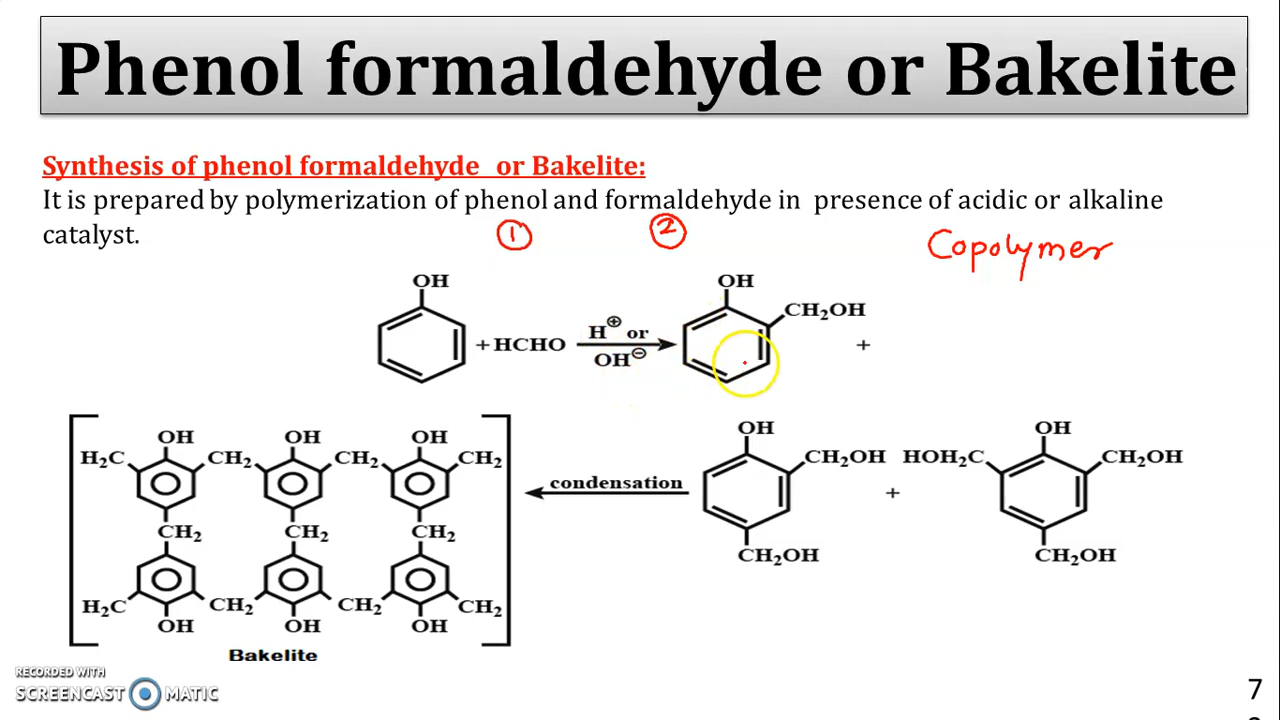 Phenol formaldehyde or Bakelite
Synthesis of phenol formaldehyde or Bakelite:
It is prepared by polymerization of phenol and formaldehyde in presence of acidic or alkaline
catalyst.
1 2
Copolymer
OH OH
CH₂OH
+ HCHO H⊕ or +
OH⊖
OH OH OH OH OH
H₂C CH₂ CH₂ CH₂ CH₂OH HOH₂C CH₂OH
condensation +
CH₂ CH₂ CH₂ CH₂OH CH₂OH
H₂C CH₂ CH₂ CH₂
OH OH OH
Bakelite
RECORDED WITH
SCREENCAST MATIC
7